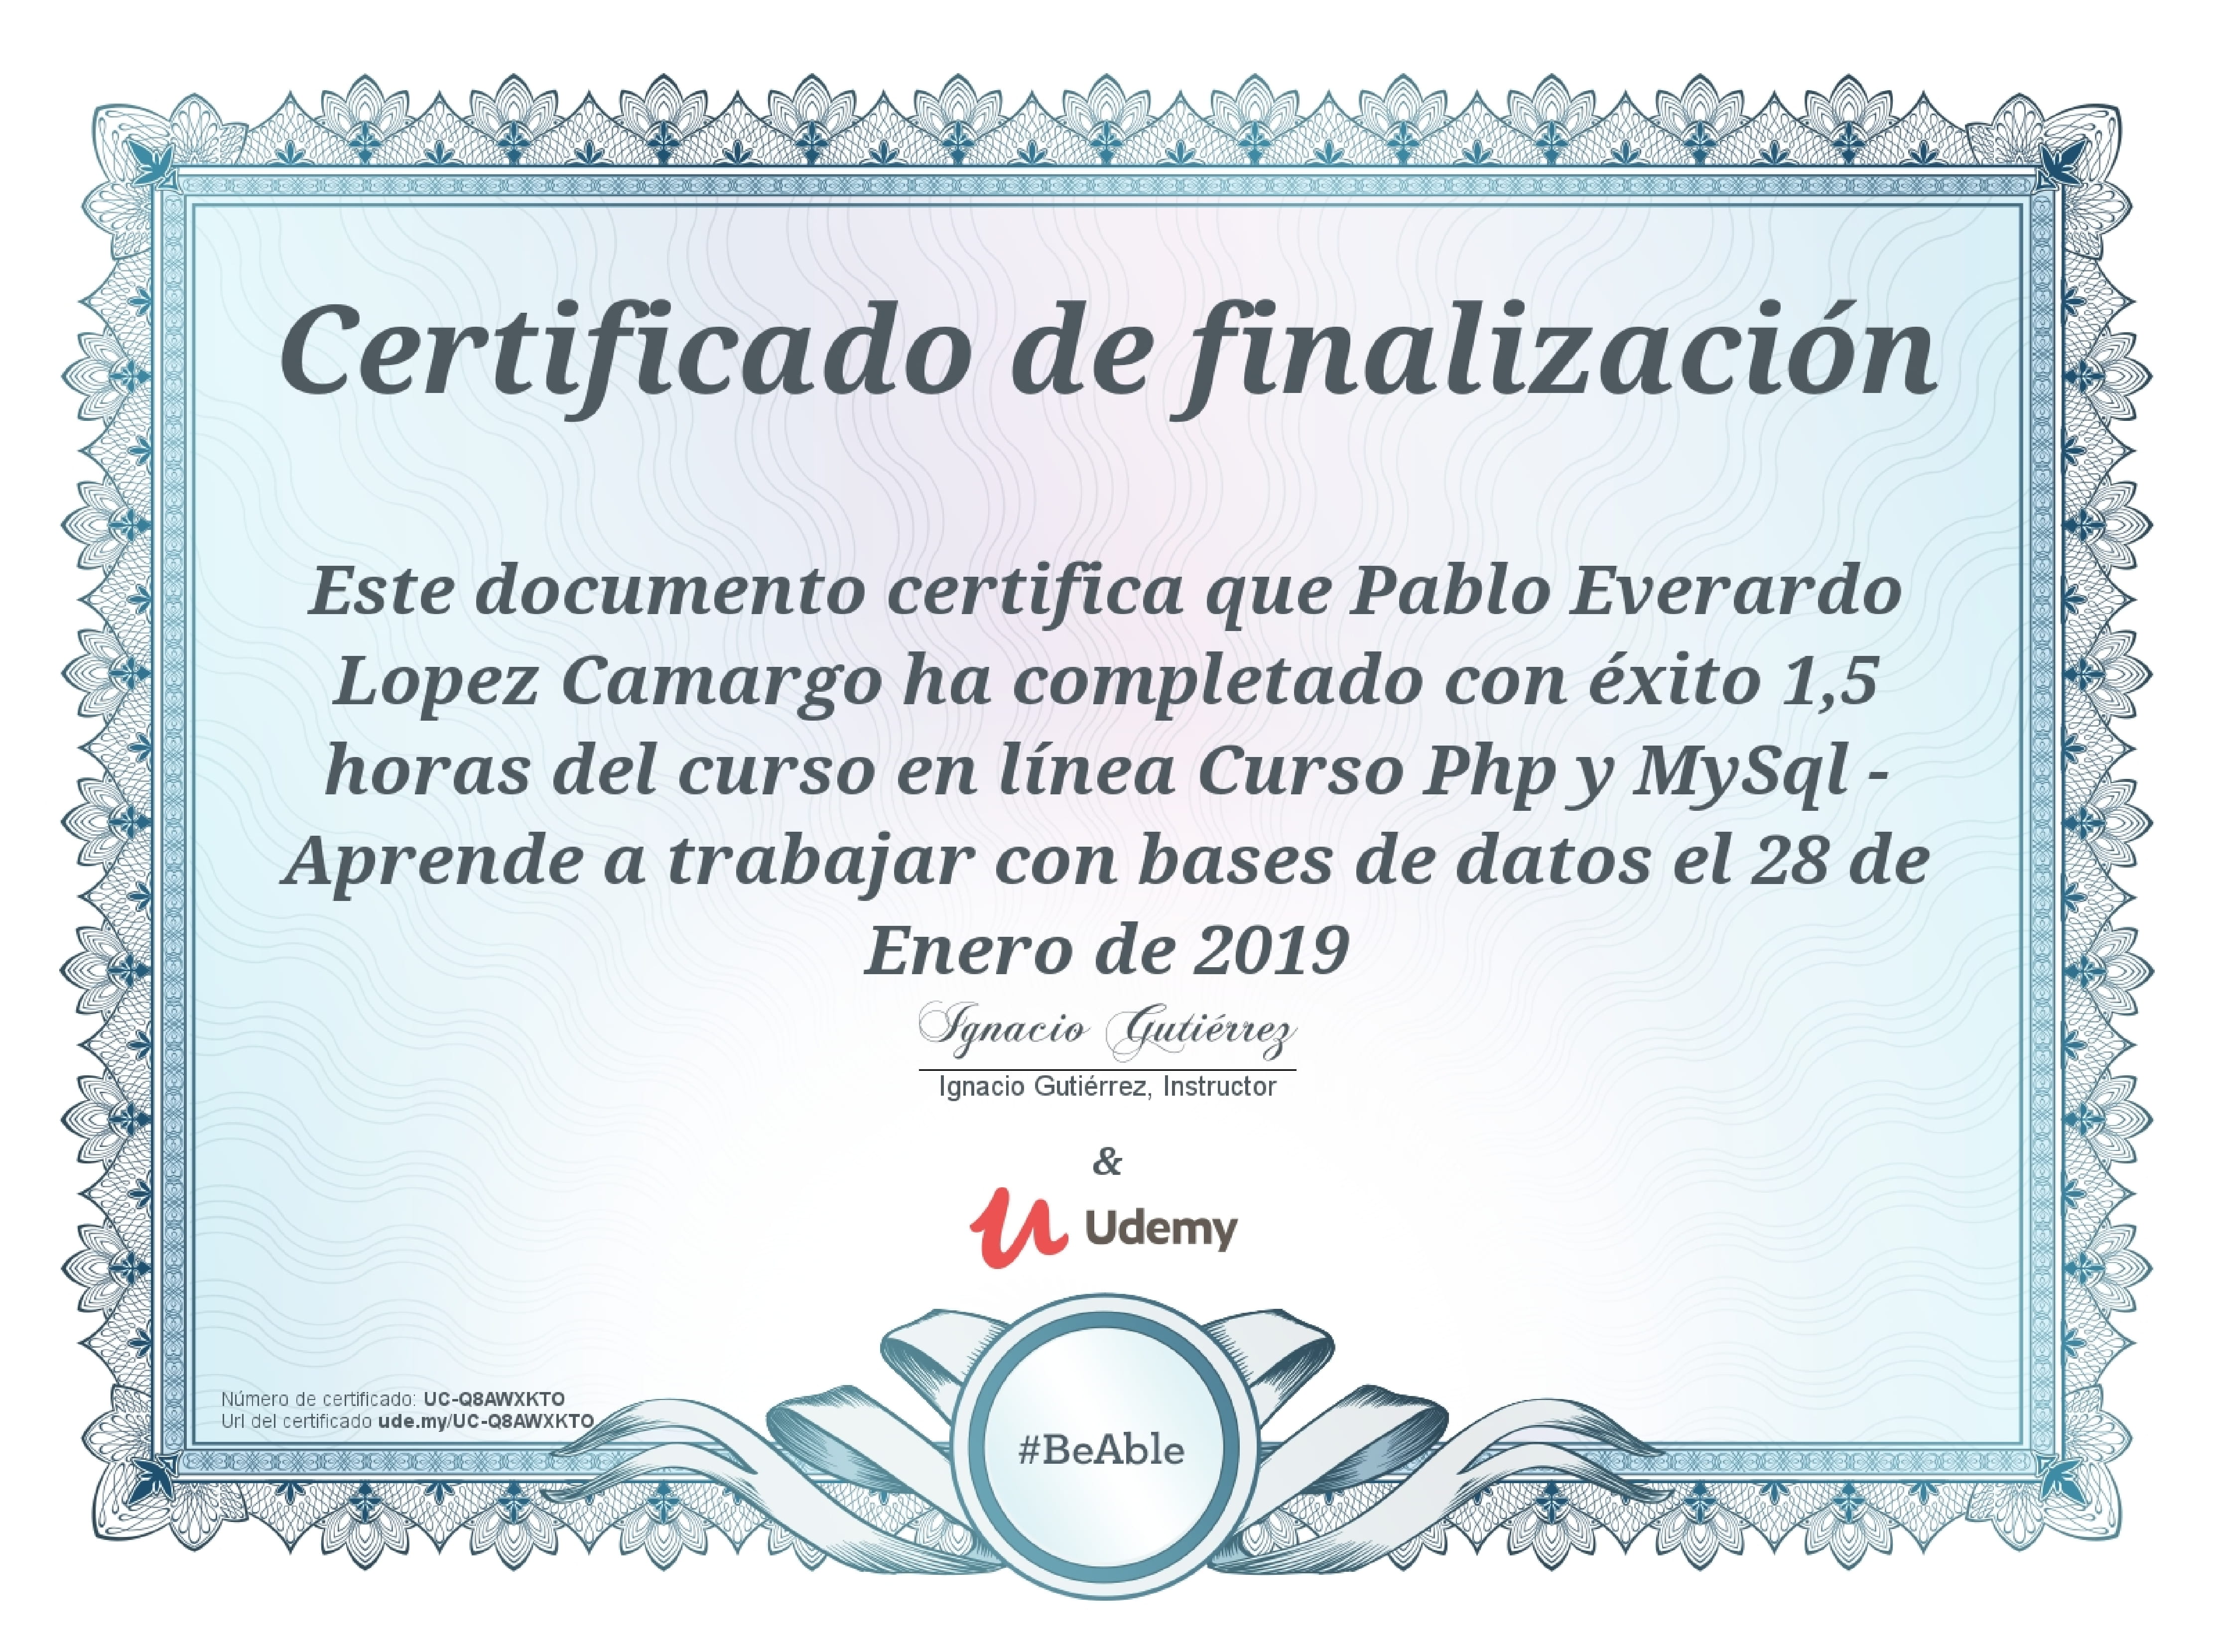 Certificado de finalización
Este documento certifica que Pablo Everardo
Lopez Camargo ha completado con éxito 1,5
horas del curso en línea Curso Php y MySql -
Aprende a trabajar con bases de datos el 28 de
Enero de 2019
Ignacio Gutiérrez
Ignacio Gutiérrez, Instructor
&
Udemy
Número de certificado: UC-Q8AWXKTO
Url del certificado ude.my/UC-Q8AWXKTO
#BeAble